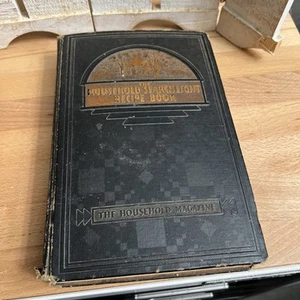 HOUSEHOLD SEARCHLIGHT
RECIPE BOOK
THE HOUSEHOLD MAGAZINE